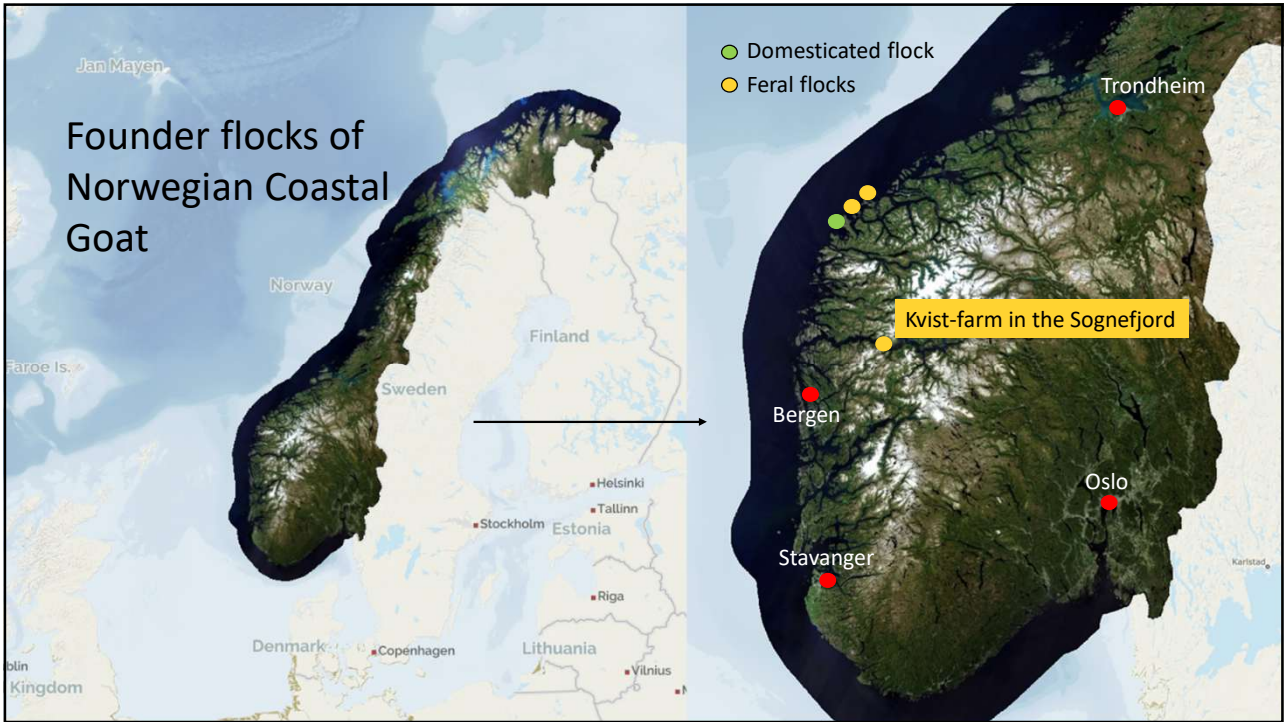 Founder flocks of
Norwegian Coastal
Goat
Jan Mayen
Norway
Finland
Faroe Is.
Sweden
Helsinki
Tallinn
Stockholm
Estonia
Riga
Denmark
Copenhagen
Lithuania
Vilnius
blin
Kingdom
M
Domesticated flock
Feral flocks
Trondheim
Kvist-farm in the Sognefjord
Bergen
Oslo
Stavanger
Karlstad